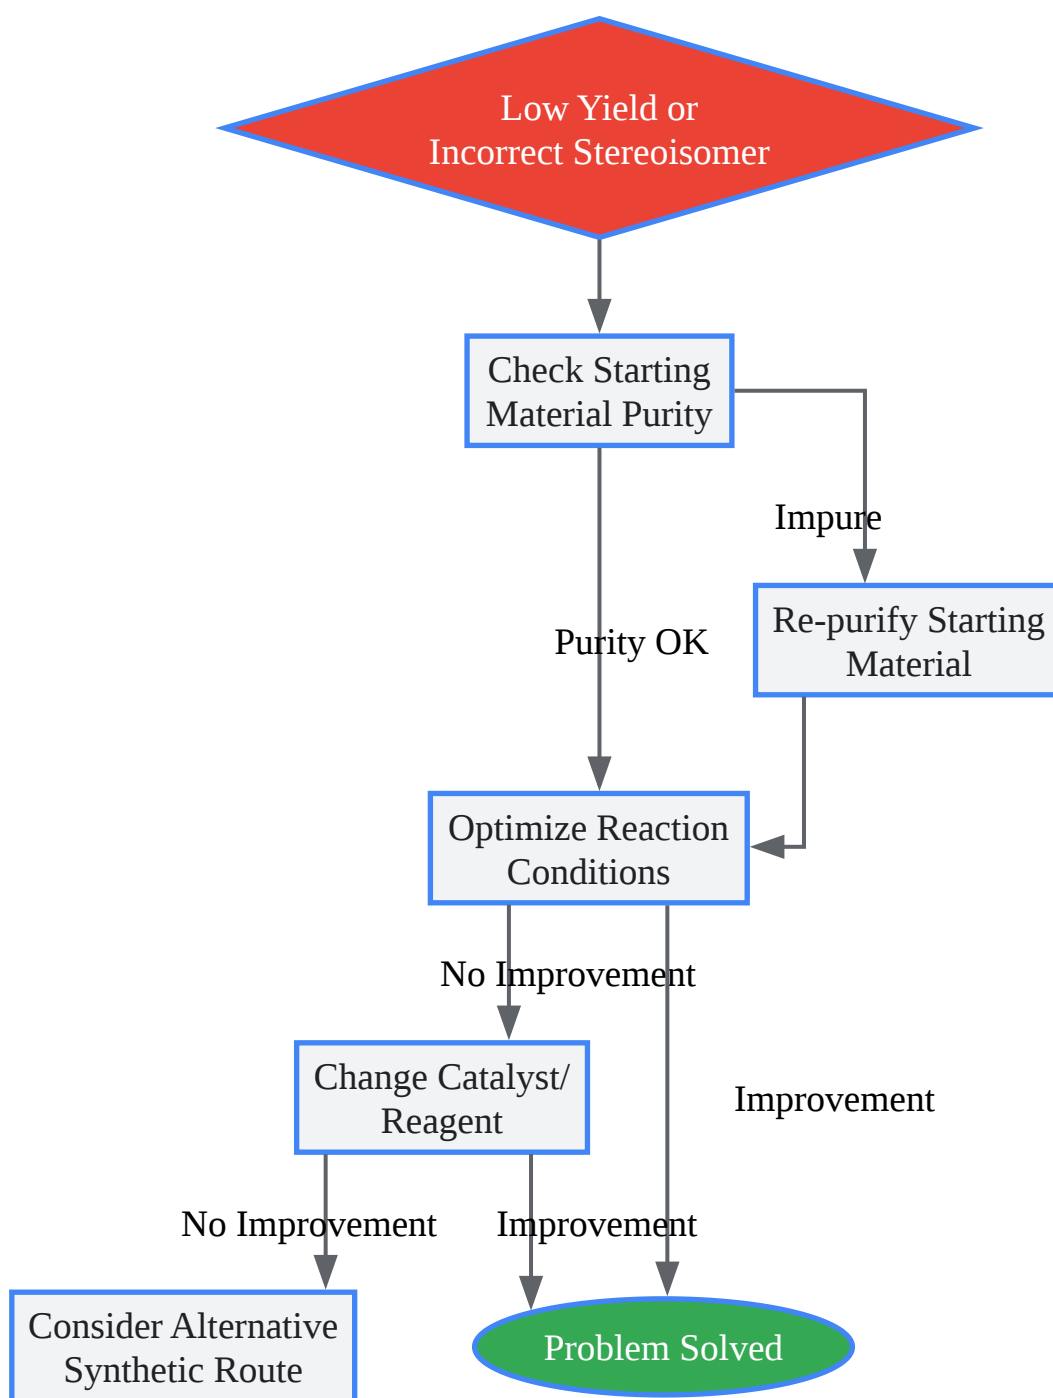 Low Yield or
Incorrect Stereoisomer
Check Starting
Material Purity
Impure
Re-purify Starting
Material
Purity OK
Optimize Reaction
Conditions
No Improvement
Change Catalyst/
Reagent
Improvement
No Improvement
Improvement
Consider Alternative
Synthetic Route
Problem Solved